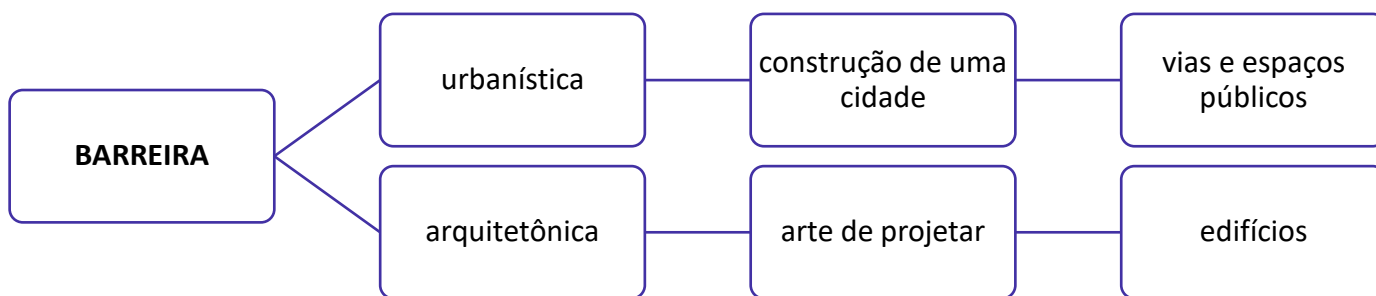 BARREIRA
urbanística
construção de uma
cidade
vias e espaços
públicos
arquitetônica
arte de projetar
edifícios